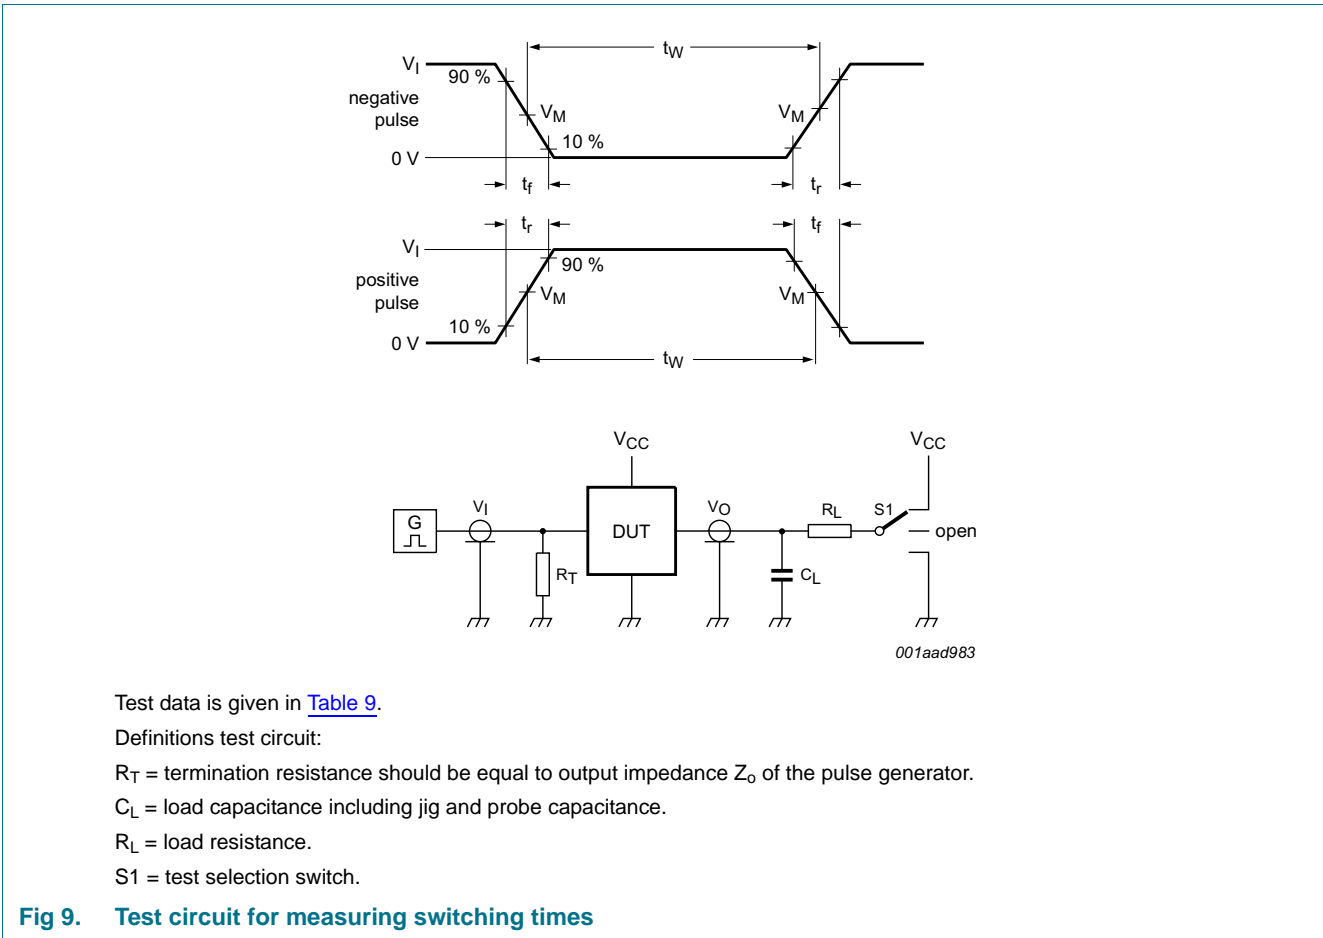 tW
VI
90 %
negative
pulse
VM
VM
10 %
0 V
tf
tr
tr
tf
VI
90 %
positive
pulse
VM
VM
10 %
0 V
tW
VCC
VCC
G
VI
DUT
VO
RL
S1
open
RT
CL
001aad983
Test data is given in Table 9.
Definitions test circuit:
RT = termination resistance should be equal to output impedance Zo of the pulse generator.
CL = load capacitance including jig and probe capacitance.
RL = load resistance.
S1 = test selection switch.
Fig 9. Test circuit for measuring switching times